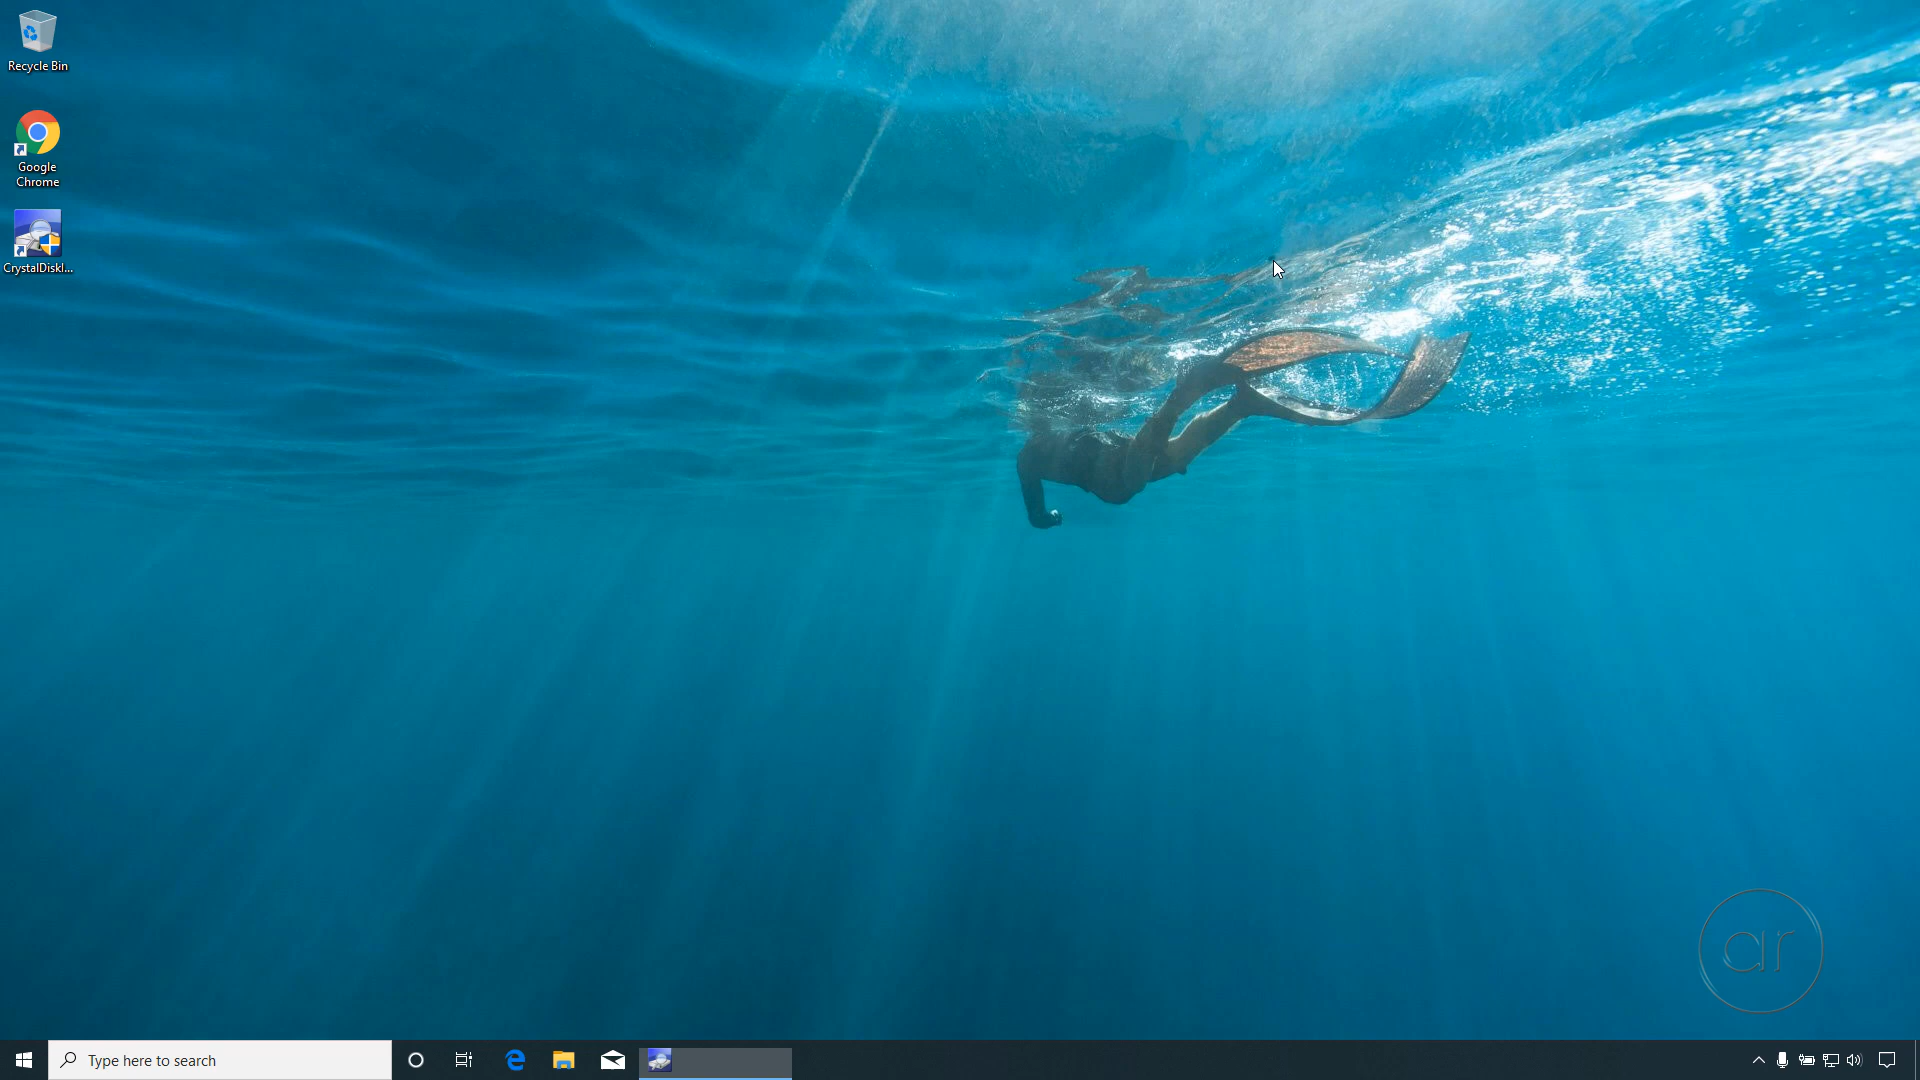 Recycle Bin
Google
Chrome
CrystalDiskI...
ar
Type here to search